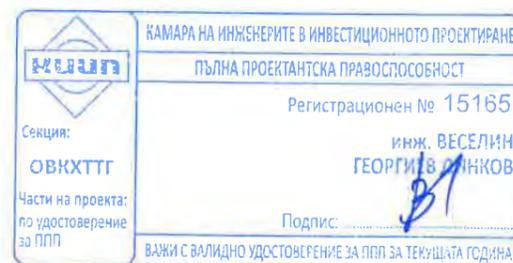 КАМАРА НА ИНЖЕНЕРИТЕ В ИНВЕСТИЦИОННОТО ПРОЕКТИРАНЕ
КИИП
ПЪЛНА ПРОЕКТАНТСКА ПРАВОСПОСОБНОСТ
Регистрационен № 15165
Секция:
ОВКХТТГ
инж. ВЕСЕЛИН
ГЕОРГИЕВ
Части на проекта:
по удостоверение
за ППП
Подпис:
ВАЖИ С ВАЛИДНО УДОСТОВЕРЕНИЕ ЗА ППП ЗА ТЕКУЩАТА ГОДИНА